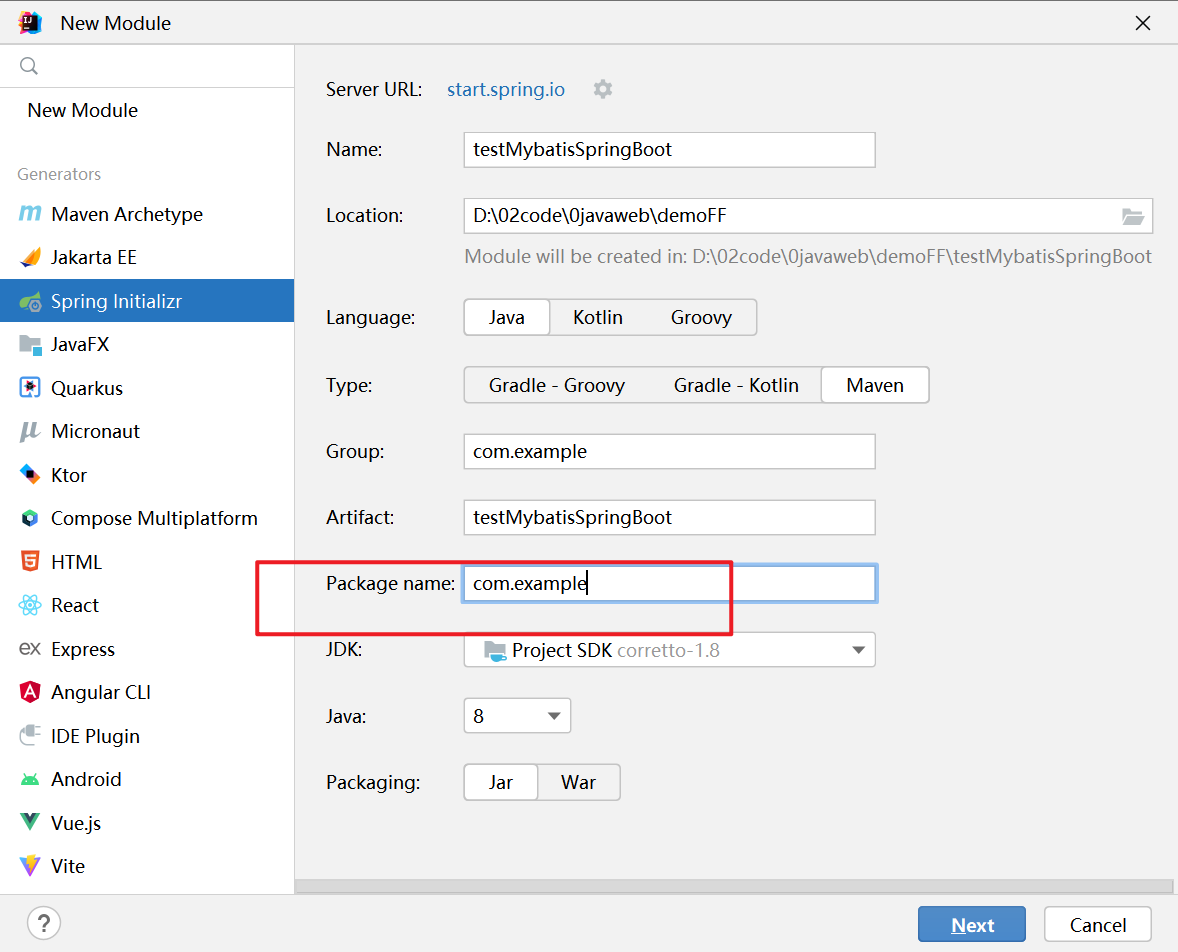 New Module
New Module
Generators
Maven Archetype
Jakarta EE
Spring Initializr
JavaFX
Quarkus
Micronaut
Ktor
Compose Multiplatform
HTML
React
Express
Angular CLI
IDE Plugin
Android
Vue.js
Vite
Server URL: start.spring.io
Name: testMybatisSpringBoot
Location: D:\02code\0javaweb\demoFF
Module will be created in: D:\02code\0javaweb\demoFF\testMybatisSpringBoot
Language: Java Kotlin Groovy
Type: Gradle - Groovy Gradle - Kotlin Maven
Group: com.example
Artifact: testMybatisSpringBoot
Package name: com.example
JDK: Project SDK corretto-1.8
Java: 8
Packaging: Jar War
? Next Cancel